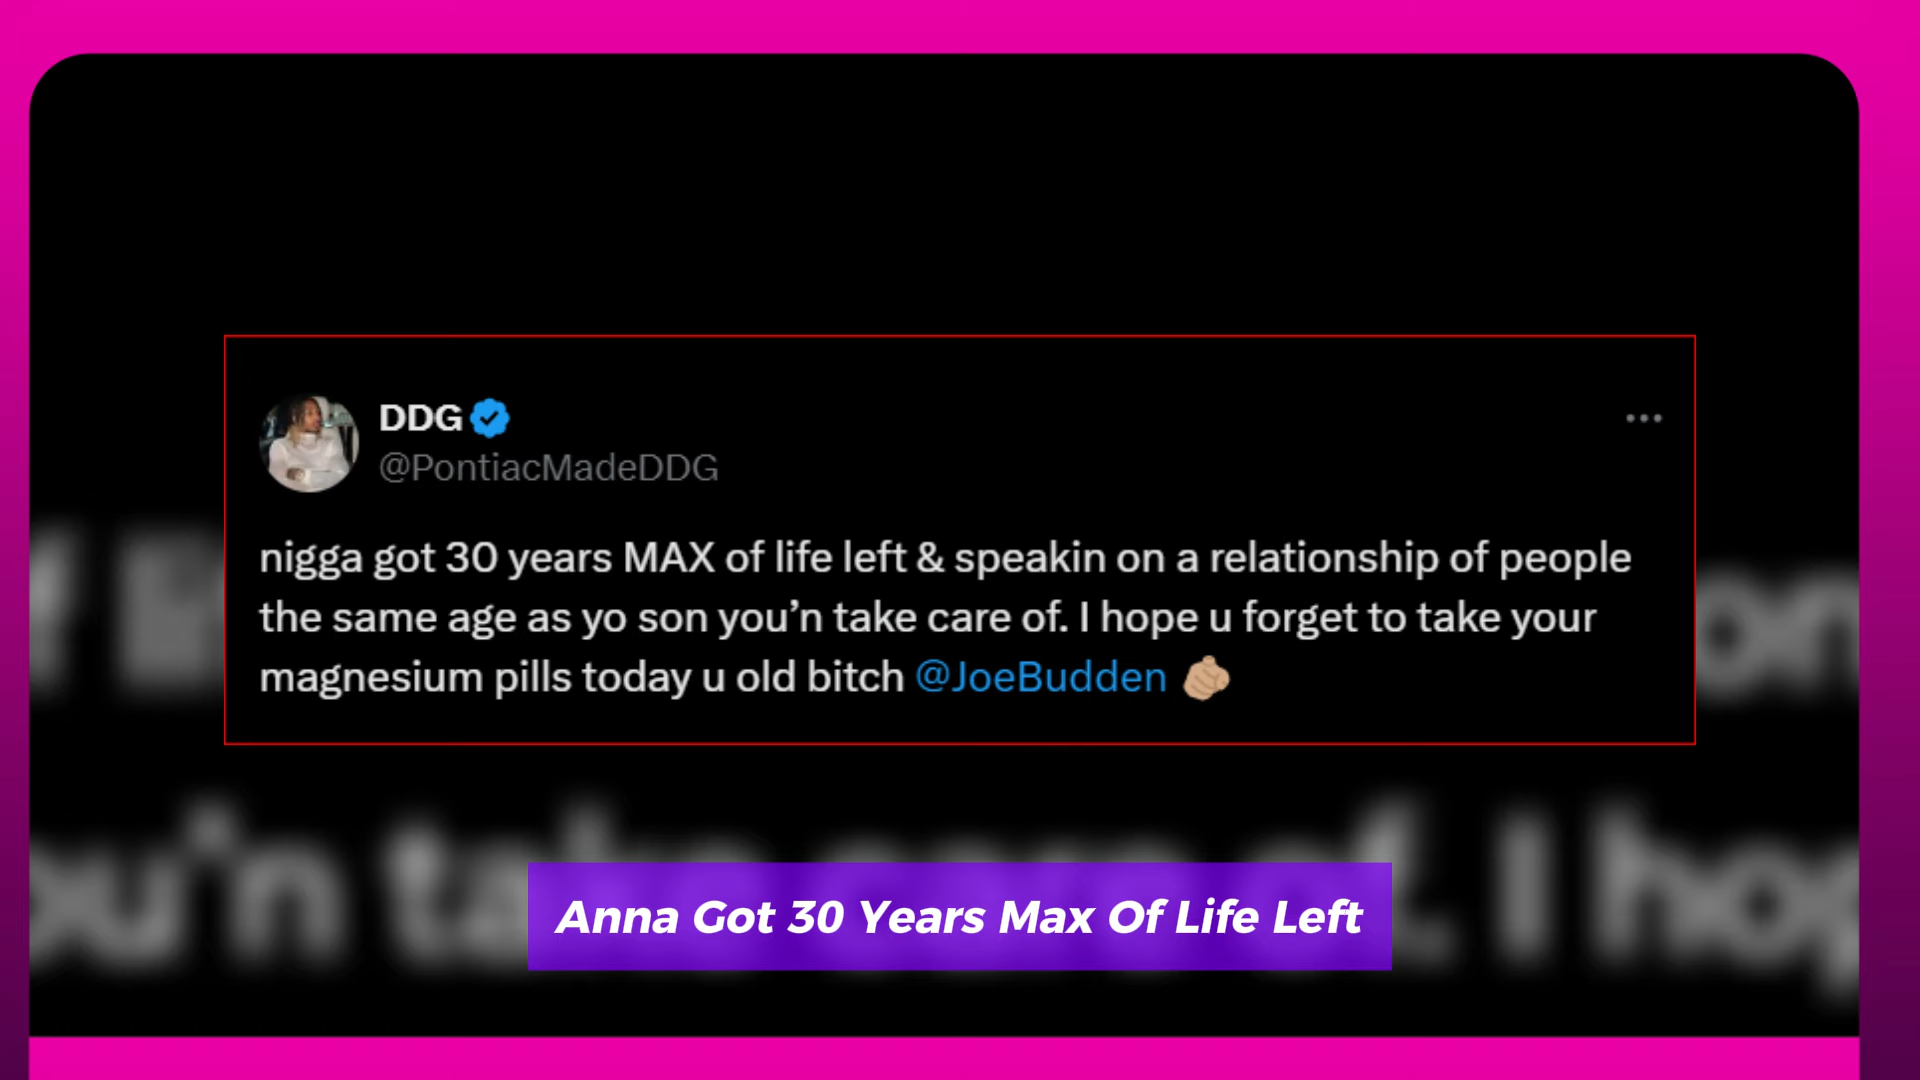 DDG
@PontiacMadeDDG
nigga got 30 years MAX of life left & speakin on a relationship of people
the same age as yo son you’n take care of. I hope u forget to take your
magnesium pills today u old bitch @JoeBudden 🫵🏼
Anna Got 30 Years Max Of Life Left